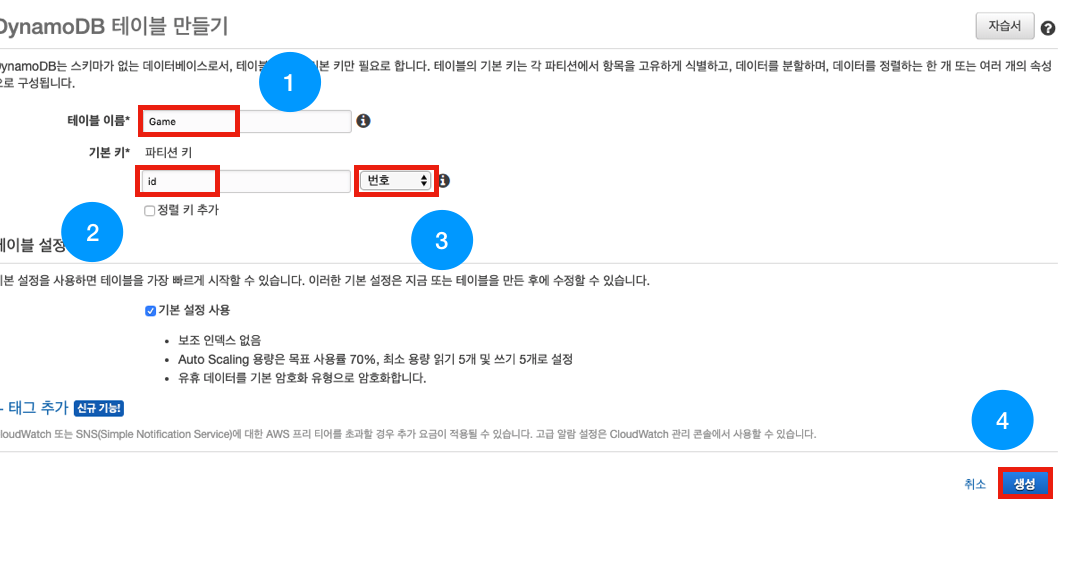 DynamoDB 테이블 만들기
자습서
DynamoDB는 스키마가 없는 데이터베이스로서, 테이블 본 키만 필요로 합니다. 테이블의 기본 키는 각 파티션에서 항목을 고유하게 식별하고, 데이터를 분할하며, 데이터를 정렬하는 한 개 또는 여러 개의 속성
으로 구성됩니다.
1
테이블 이름* Game
기본 키* 파티션 키
id 번호
정렬 키 추가
2
3
테이블 설정
기본 설정을 사용하면 테이블을 가장 빠르게 시작할 수 있습니다. 이러한 기본 설정은 지금 또는 테이블을 만든 후에 수정할 수 있습니다.
기본 설정 사용
• 보조 인덱스 없음
• Auto Scaling 용량은 목표 사용률 70%, 최소 용량 읽기 5개 및 쓰기 5개로 설정
• 유휴 데이터를 기본 암호화 유형으로 암호화합니다.
태그 추가 신규 기능!
CloudWatch 또는 SNS(Simple Notification Service)에 대한 AWS 프리 티어를 초과할 경우 추가 요금이 적용될 수 있습니다. 고급 알람 설정은 CloudWatch 관리 콘솔에서 사용할 수 있습니다.
4
취소 생성